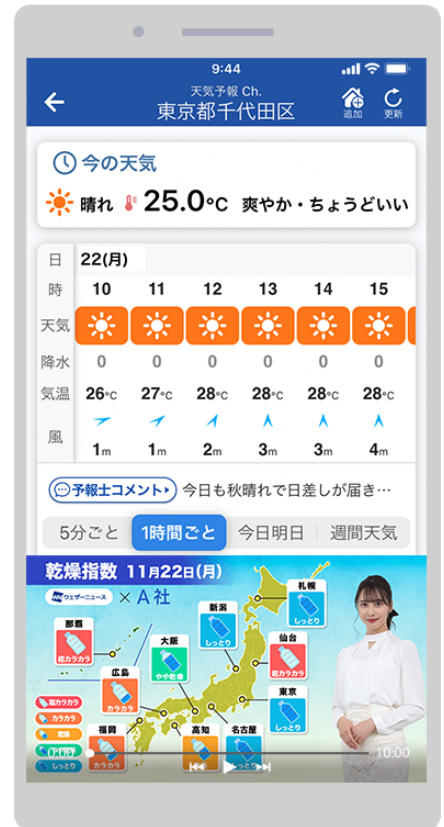 9:44
天気予報 Ch.
東京都千代田区
追加
更新
今の天気
晴れ 25.0°C 爽やか・ちょうどいい
日 22(月)
時 10 11 12 13 14 15
天気
降水 0 0 0 0 0 0
気温 26°C 27°C 28°C 28°C 28°C 28°C
風 1m 1m 2m 3m 3m 4m
予報士コメント 今日も秋晴れで日差しが届き…
5分ごと 1時間ごと 今日明日 週間天気
乾燥指数 11月22日(月)
ウェザーニュース × A 社
札幌
しっとり
新潟
しっとり
那覇
超カラカラ
大阪
やや乾燥
仙台
超カラカラ
広島
カラカラ
東京
しっとり
福岡
カラカラ
高知
乾燥
名古屋
しっとり
超カラカラ
カラカラ
乾燥
しっとり
0:00
10:00